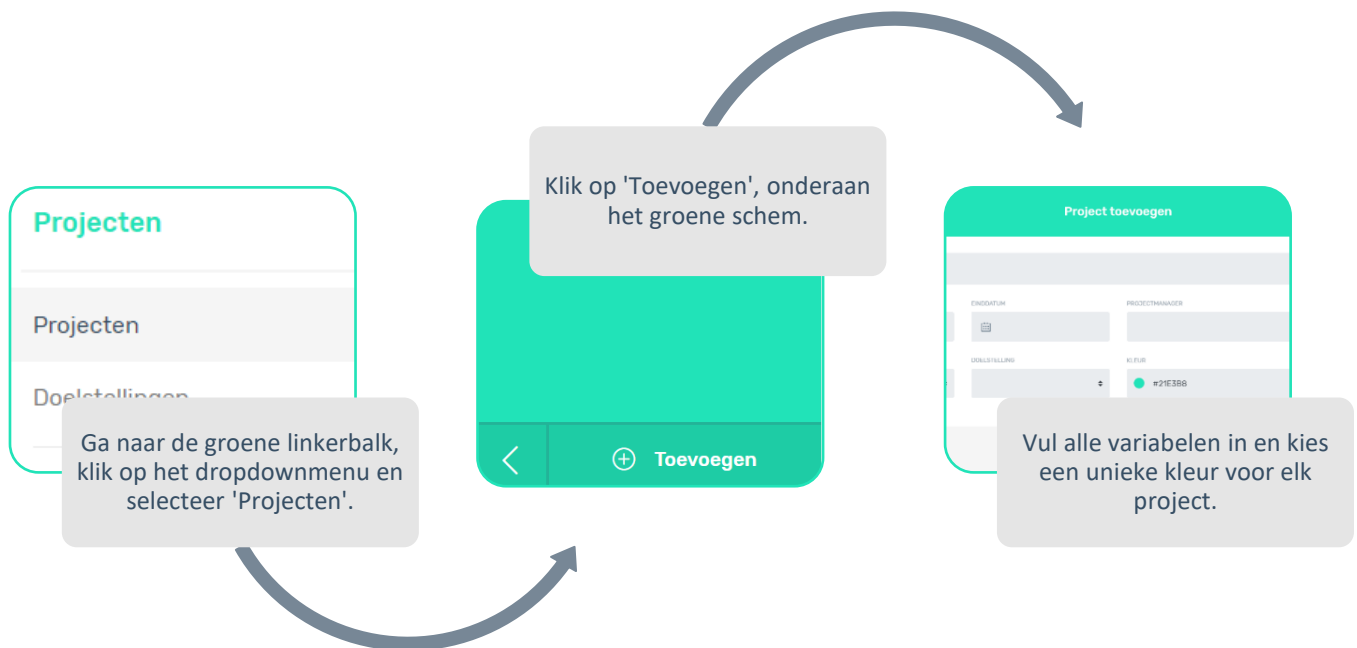 Projecten
Projecten
Doelstellingen
Ga naar de groene linkerbalk,
klik op het dropdownmenu en
selecteer 'Projecten'.
Klik op 'Toevoegen', onderaan
het groene schem.
Toevoegen
Project toevoegen
EINDDATUM
PROJECTMANAGER
DOELSTELLING
KLEUR
#21E3B8
Vul alle variabelen in en kies
een unieke kleur voor elk
project.